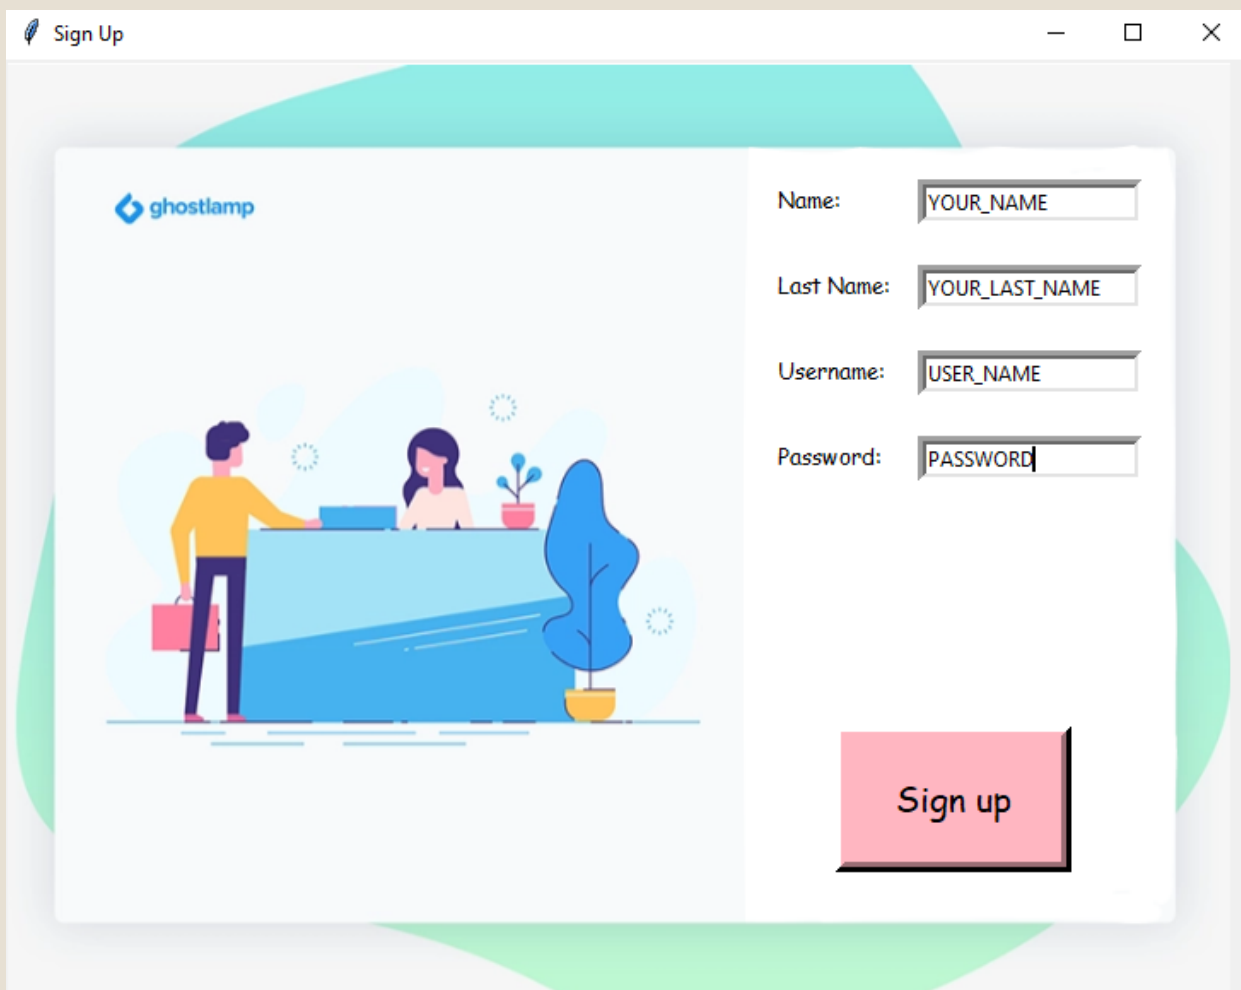 Sign Up
ghostlamp
Name: YOUR_NAME
Last Name: YOUR_LAST_NAME
Username: USER_NAME
Password: PASSWORD
Sign up